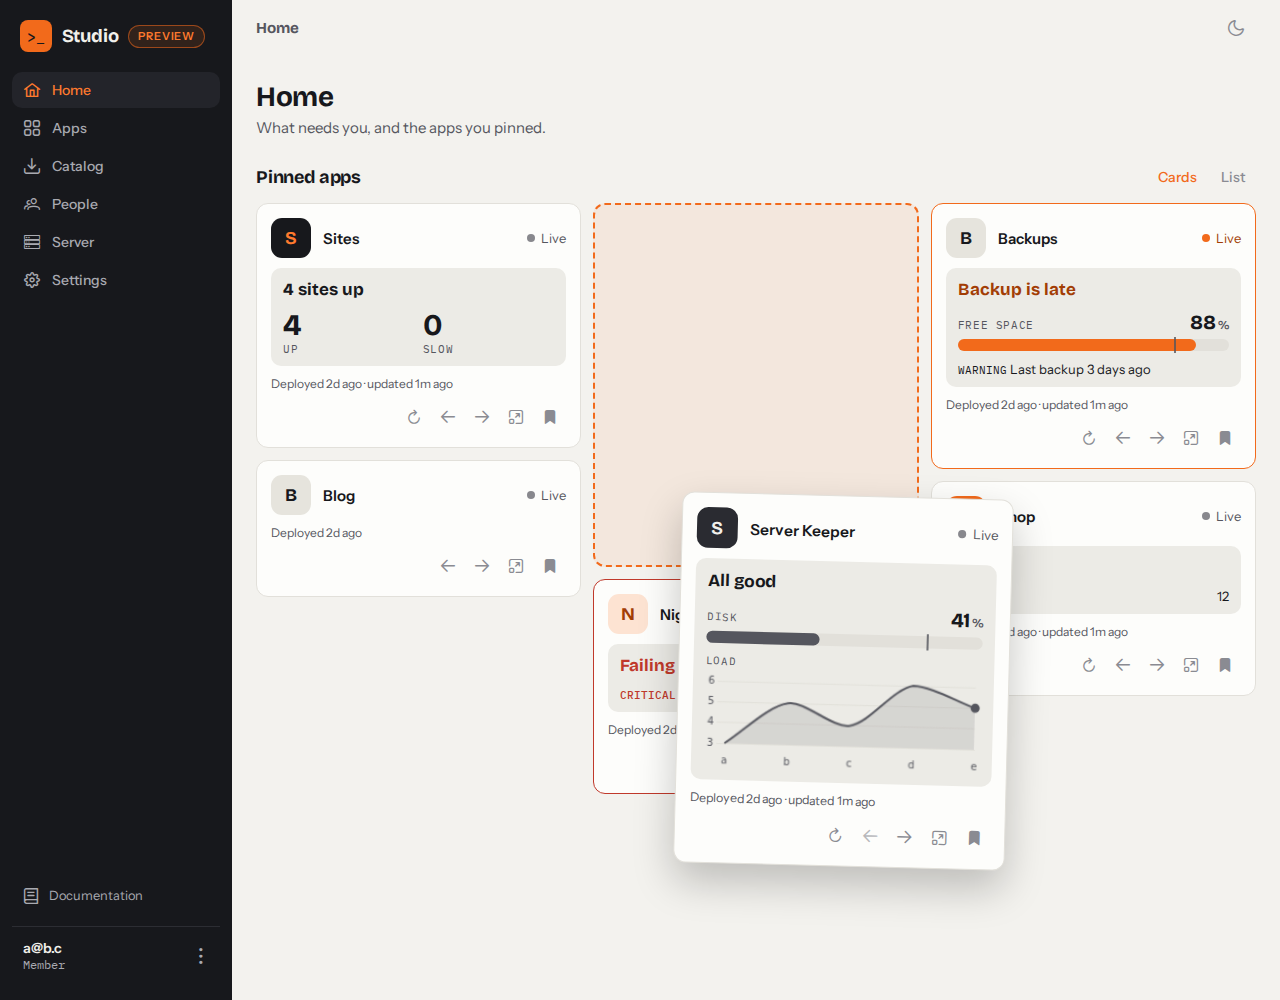 >_ Studio PREVIEW
Home
Apps
Catalog
People
Server
Settings
Documentation
a@b.c
Member
Home
Home
What needs you, and the apps you pinned.
Pinned apps
Cards List
S Sites Live
4 sites up
4 0
UP SLOW
Deployed 2d ago · updated 1m ago
B Blog Live
Deployed 2d ago
B Backups Live
Backup is late
FREE SPACE 88 %
WARNING Last backup 3 days ago
Deployed 2d ago · updated 1m ago
N
Failing
CRITICAL
Deployed 2d
S Server Keeper Live
All good
DISK 41 %
LOAD
6
5
4
3
a b c d e
Deployed 2d ago · updated 1m ago
Live
12
ago · updated 1m ago